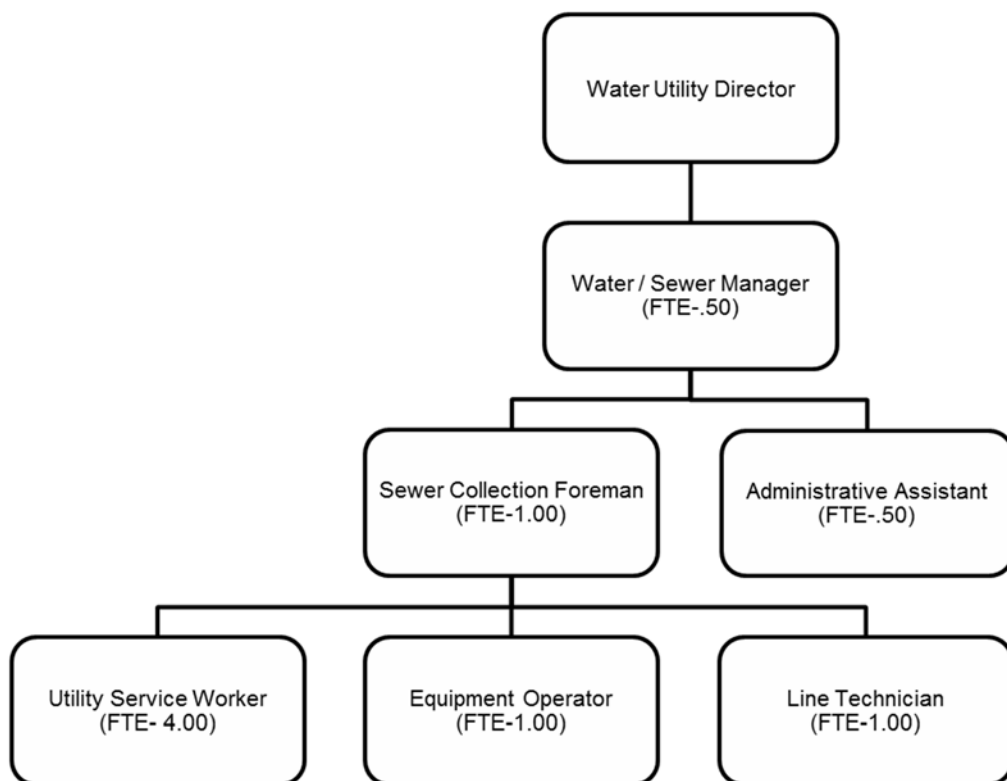 Water Utility Director
Water / Sewer Manager
(FTE-.50)
Sewer Collection Foreman
(FTE-1.00)
Administrative Assistant
(FTE-.50)
Utility Service Worker
(FTE- 4.00)
Equipment Operator
(FTE-1.00)
Line Technician
(FTE-1.00)